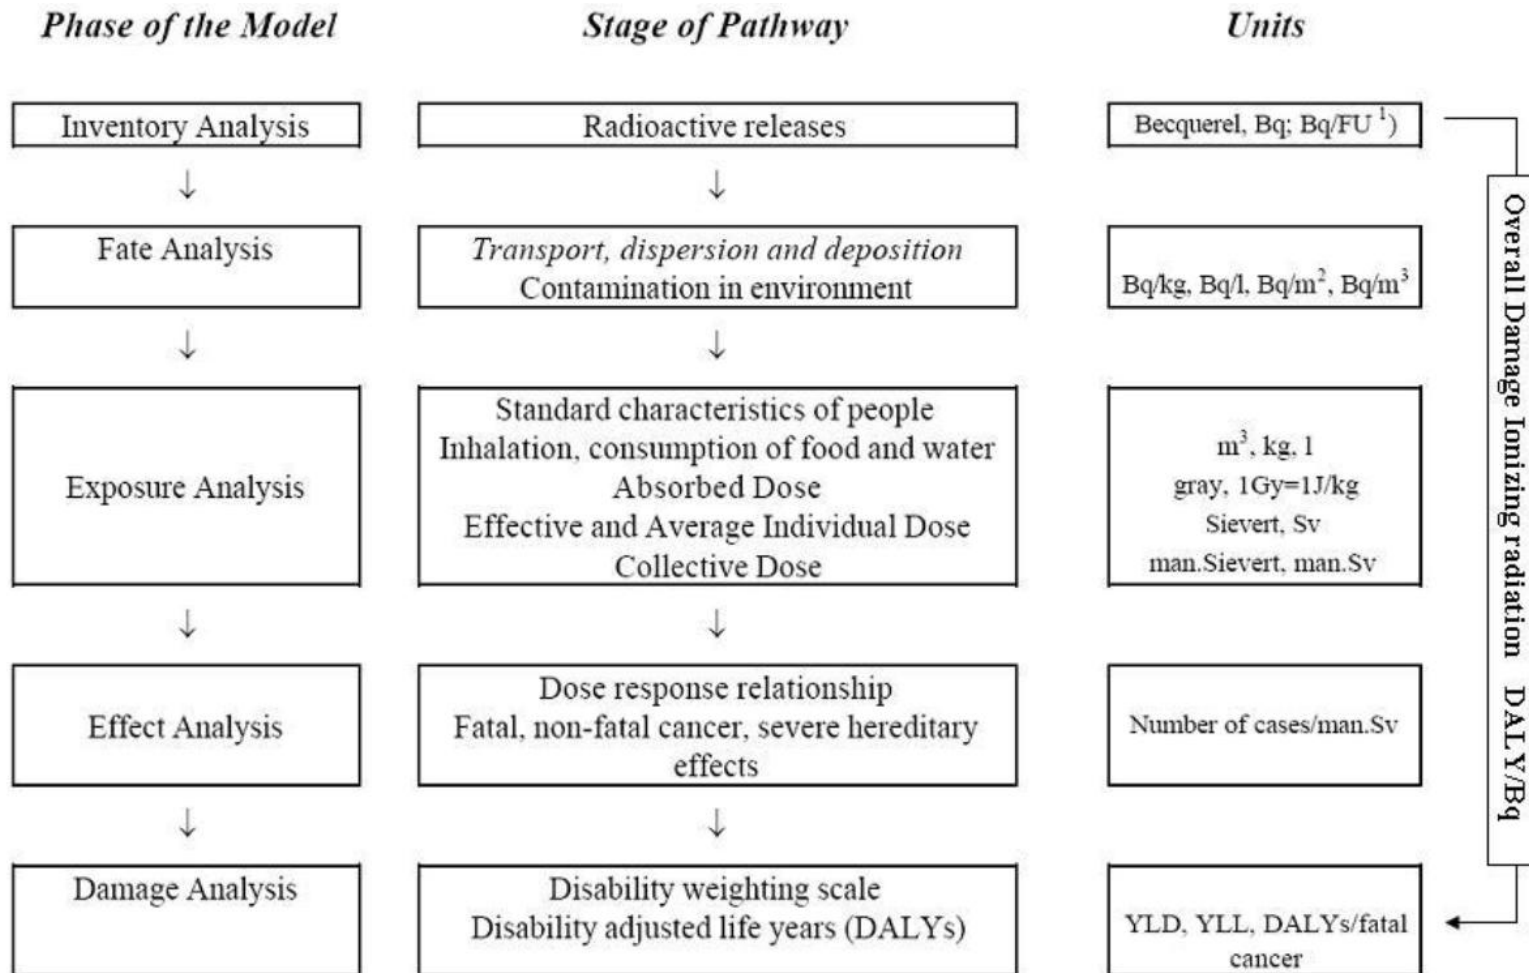 Phase of the Model
Stage of Pathway
Units
Inventory Analysis
Radioactive releases
Becquerel, Bq; Bq/FU ¹)
↓
↓
Fate Analysis
Transport, dispersion and deposition
Contamination in environment
Bq/kg, Bq/l, Bq/m², Bq/m³
↓
↓
Exposure Analysis
Standard characteristics of people
Inhalation, consumption of food and water
Absorbed Dose
Effective and Average Individual Dose
Collective Dose
m³, kg, l
gray, 1Gy=1J/kg
Sievert, Sv
man.Sievert, man.Sv
↓
↓
Effect Analysis
Dose response relationship
Fatal, non-fatal cancer, severe hereditary
effects
Number of cases/man.Sv
↓
↓
Damage Analysis
Disability weighting scale
Disability adjusted life years (DALYs)
YLD, YLL, DALYs/fatal
cancer
Overall Damage Ionizing radiation DALY/Bq